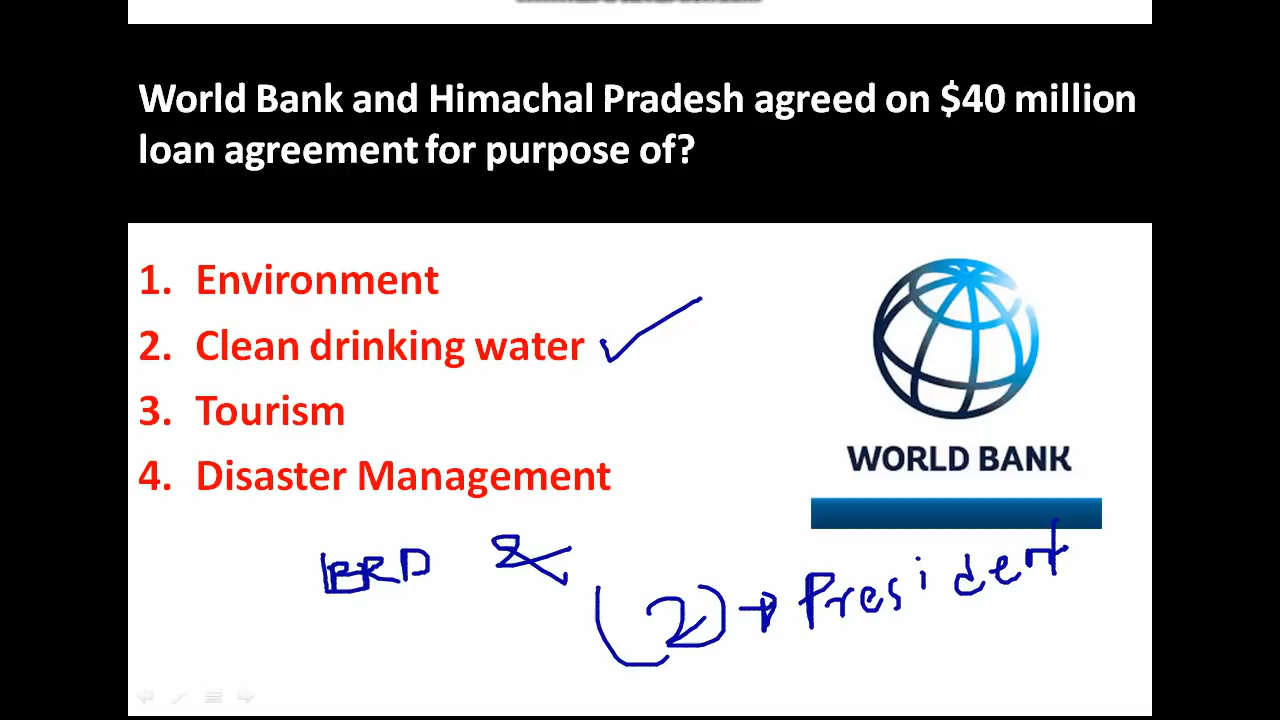 World Bank and Himachal Pradesh agreed on $40 million
loan agreement for purpose of?
1. Environment
2. Clean drinking water
3. Tourism
4. Disaster Management
WORLD BANK
IBRD &
(2) → President